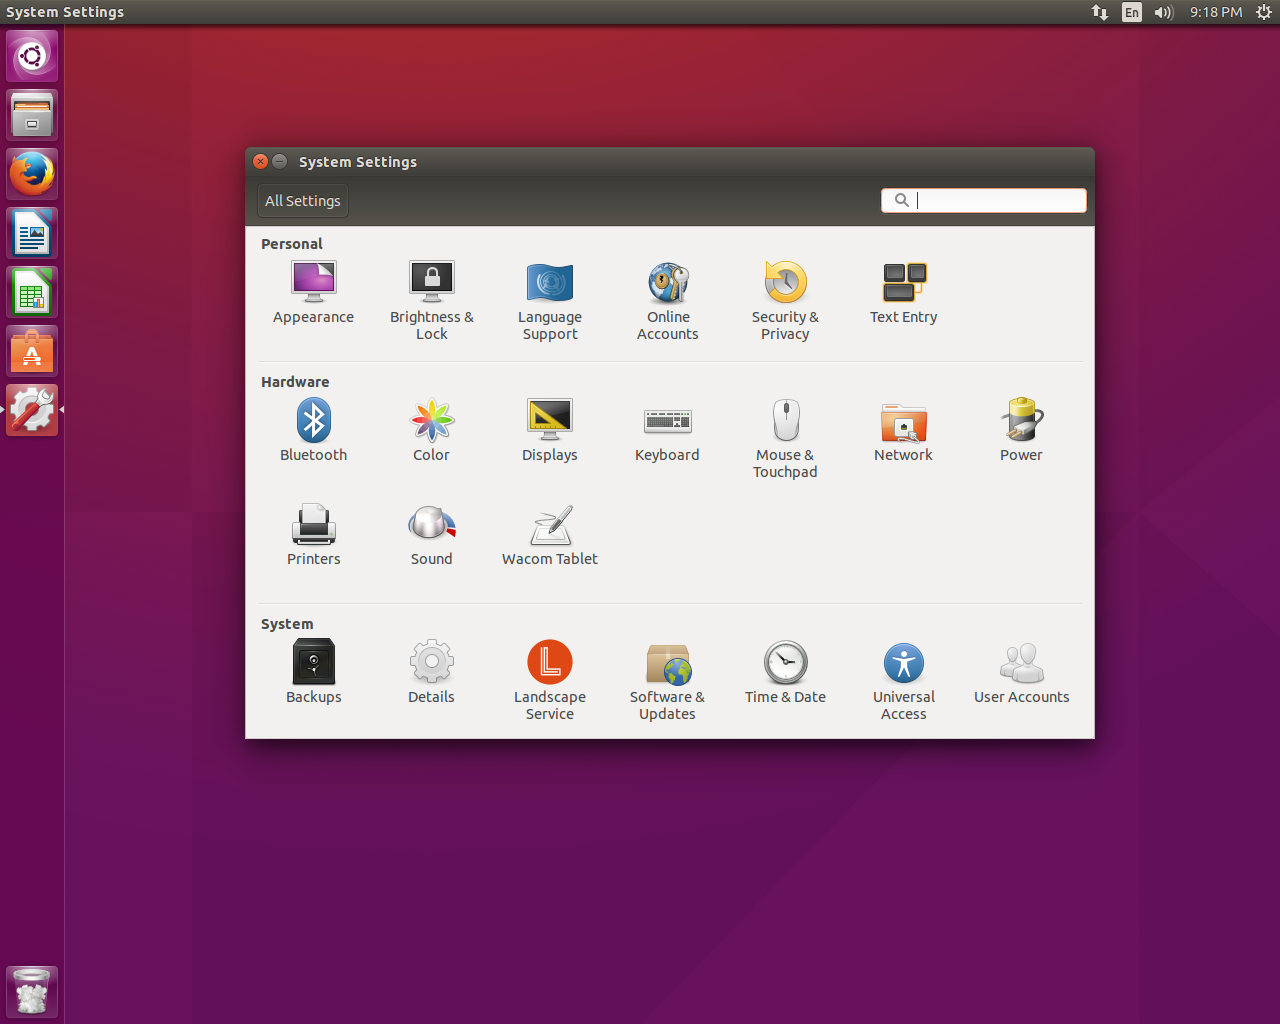 System Settings
En
9:18 PM
System Settings
All Settings
Personal
Appearance
Brightness &
Lock
Language
Support
Online
Accounts
Security &
Privacy
Text Entry
Hardware
Bluetooth
Color
Displays
Keyboard
Mouse &
Touchpad
Network
Power
Printers
Sound
Wacom Tablet
System
Backups
Details
Landscape
Service
Software &
Updates
Time & Date
Universal
Access
User Accounts